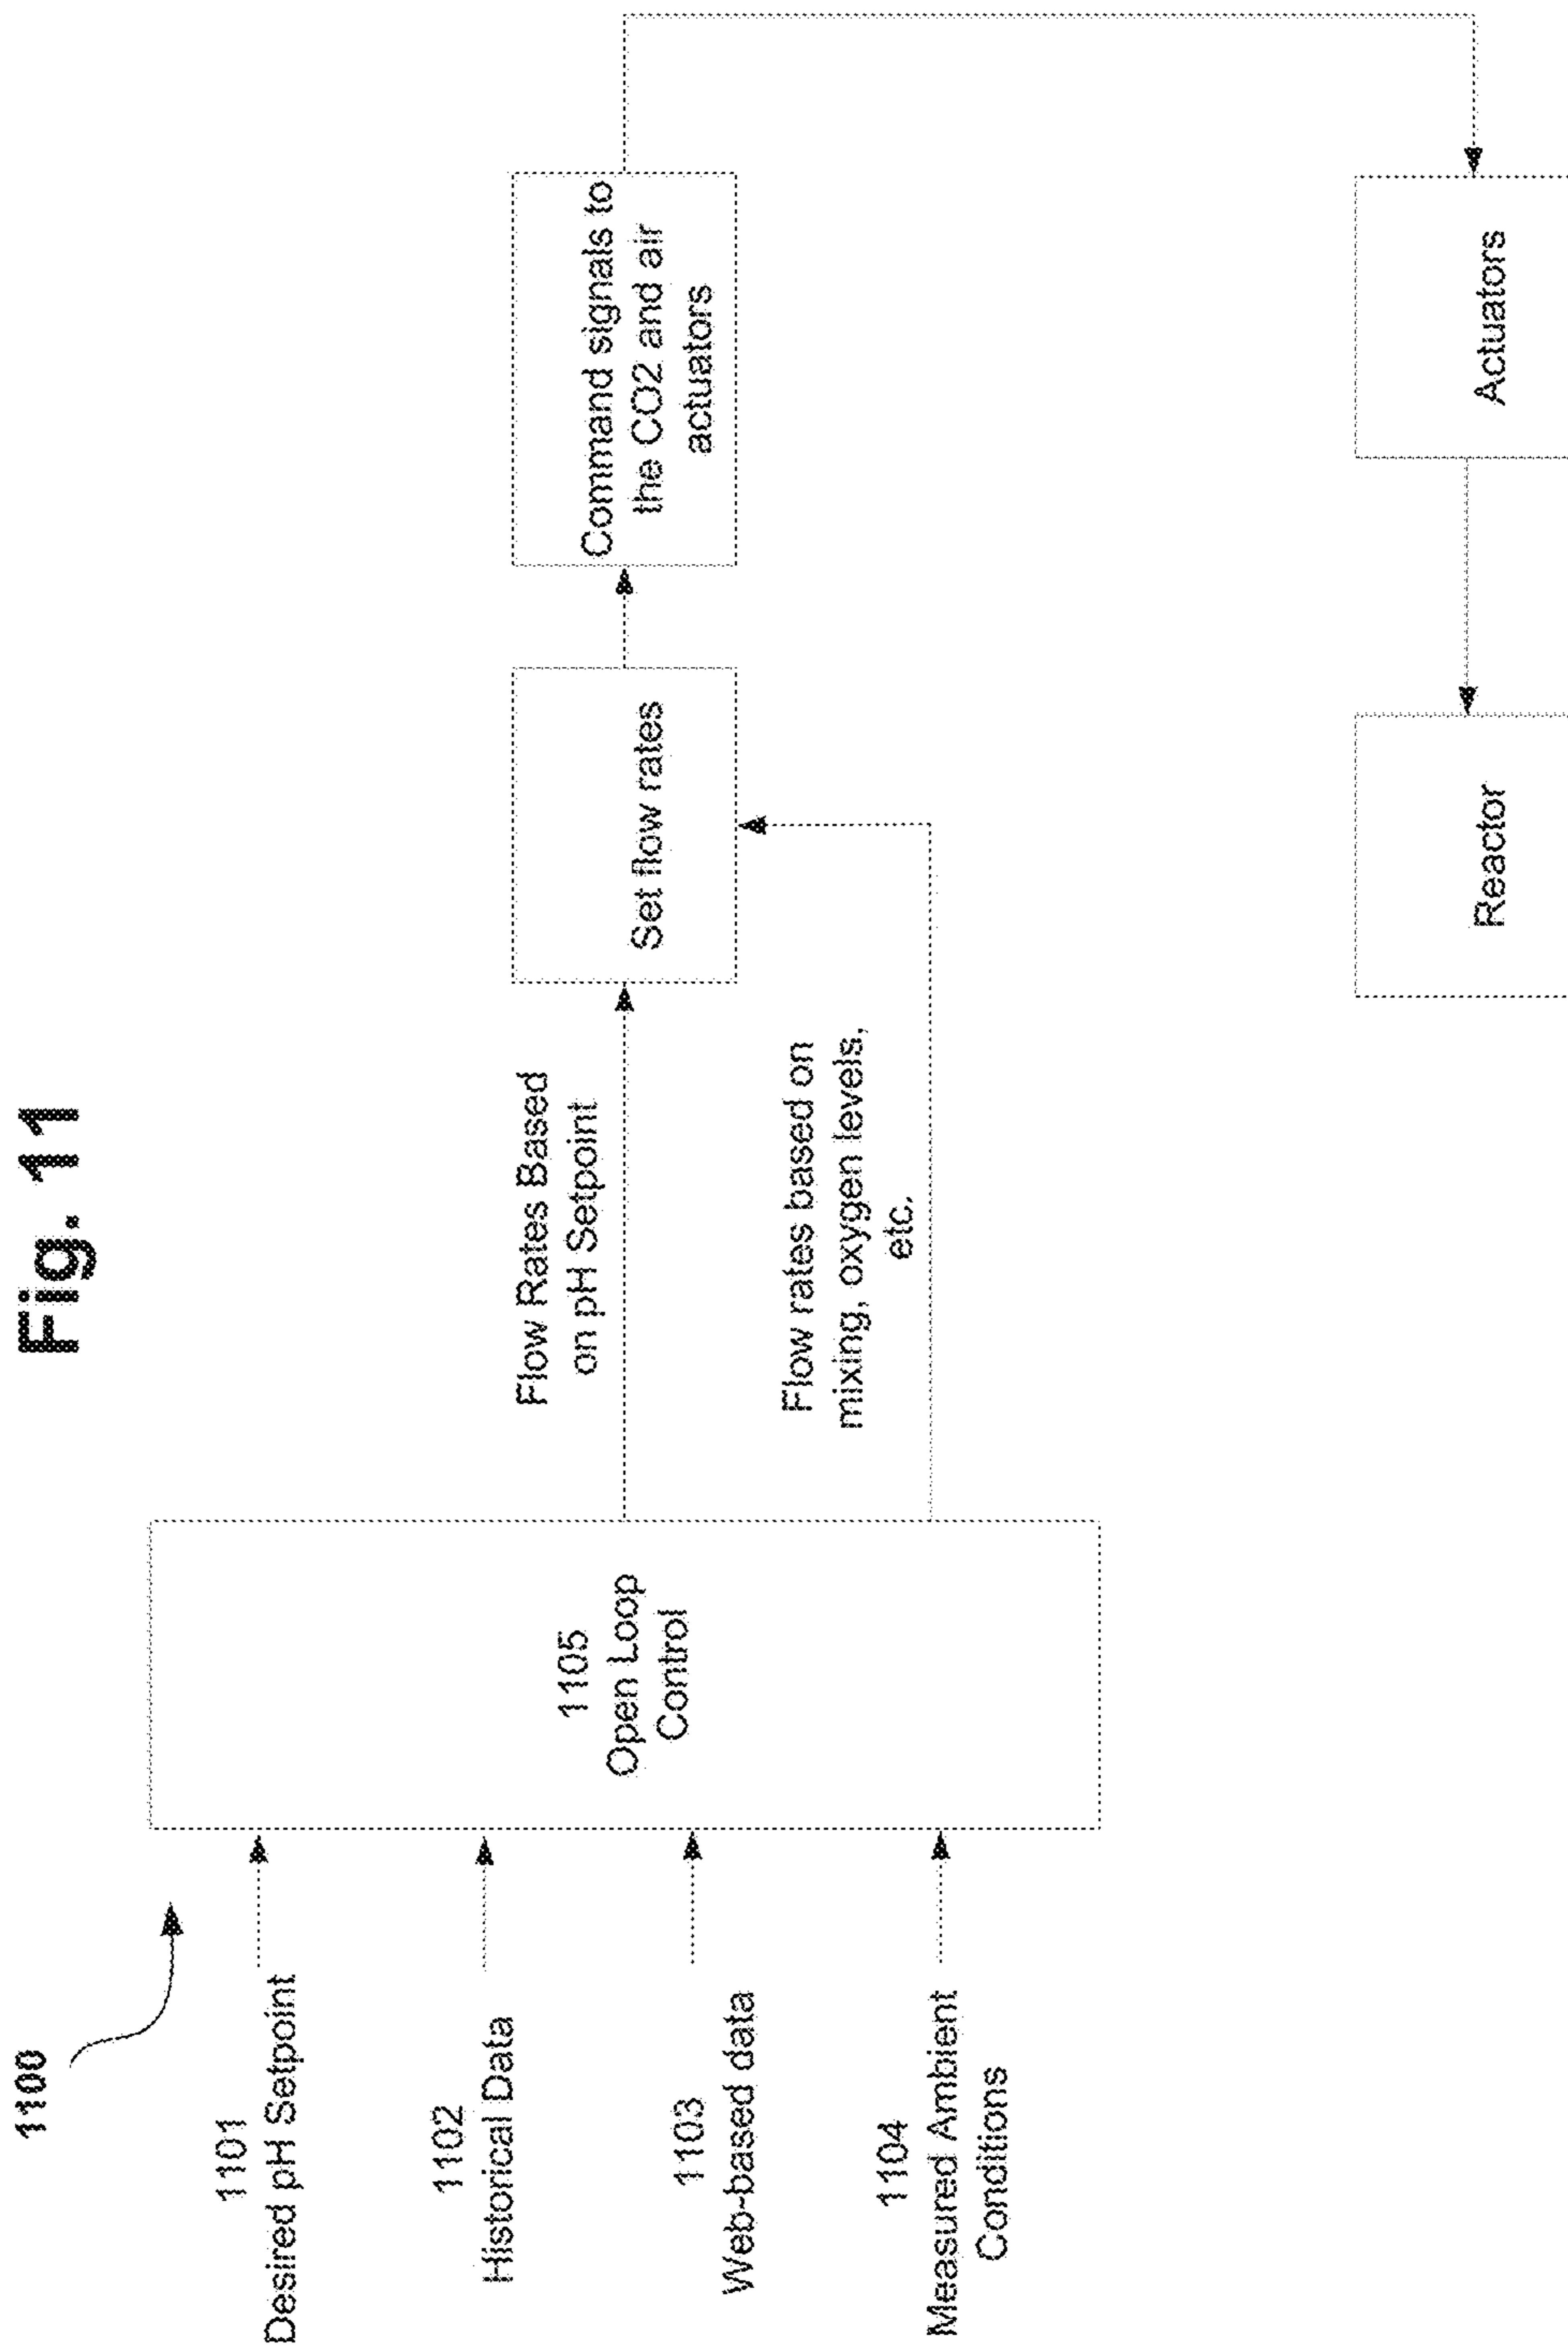 Fig. 11
1100
1101
Desired pH Setpoint
1102
Historical Data
1103
Web-based data
1104
Measured Ambient
Conditions
1105
Open Loop
Control
Flow Rates Based
on pH Setpoint
Flow rates based on
mixing, oxygen levels,
etc.
Set flow rates
Command signals to
the CO2 and air
actuators
Reactor
Actuators